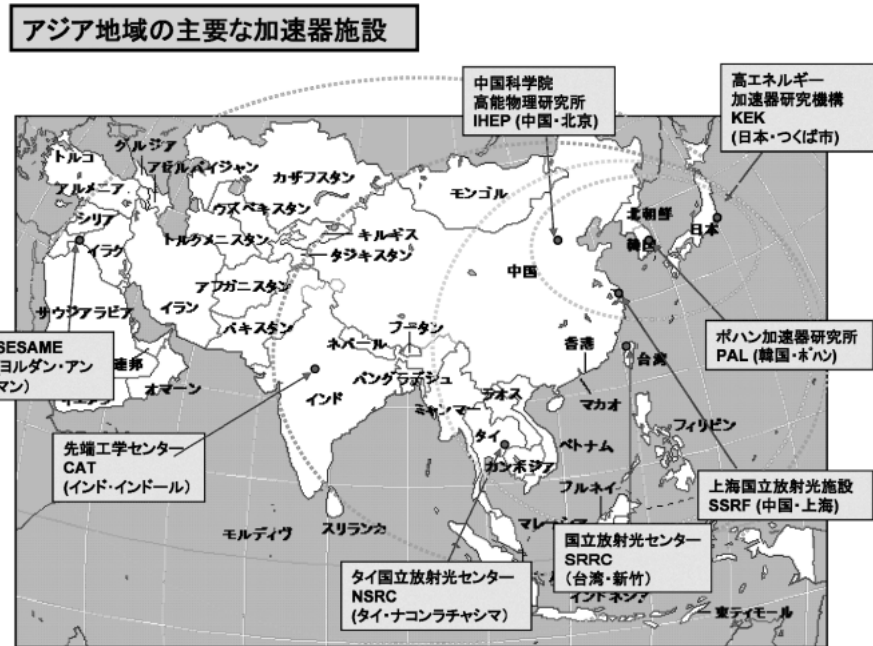 アジア地域の主要な加速器施設
中国科学院
高能物理研究所
IHEP (中国・北京)
高エネルギー
加速器研究機構
KEK
(日本・つくば市)
トルコ
グルジア
アゼルバイジャン
アルメニア
カザフスタン
モンゴル
シリア
ウズベキスタン
北朝鮮
日本
イラク
トルクメニスタン
キルギス
タジキスタン
韓国
中国
アフガニスタン
サウジアラビア
イラン
パキスタン
ネパール
ブータン
香港
台湾
ポハン加速器研究所
PAL (韓国・ポハン)
SESAME
ヨルダン・アン
マン）
連邦
オマーン
インド
バングラデシュ
ミャンマー
ラオス
マカオ
フィリピン
先端工学センター
CAT
(インド・インドール)
タイ
ベトナム
カンボジア
ブルネイ
上海国立放射光施設
SSRF (中国・上海)
モルディヴ
スリランカ
マレーシア
国立放射光センター
SRRC
（台湾・新竹）
タイ国立放射光センター
NSRC
(タイ・ナコンラチャシマ)
インドネシア
東ティモール